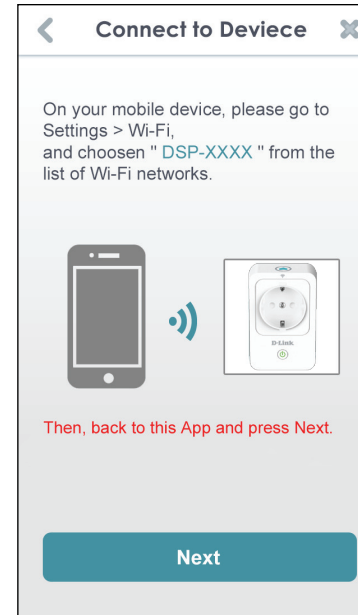 Connect to Deviece
On your mobile device, please go to
Settings > Wi-Fi,
and choosen " DSP-XXXX " from the
list of Wi-Fi networks.
D-Link
Then, back to this App and press Next.
Next